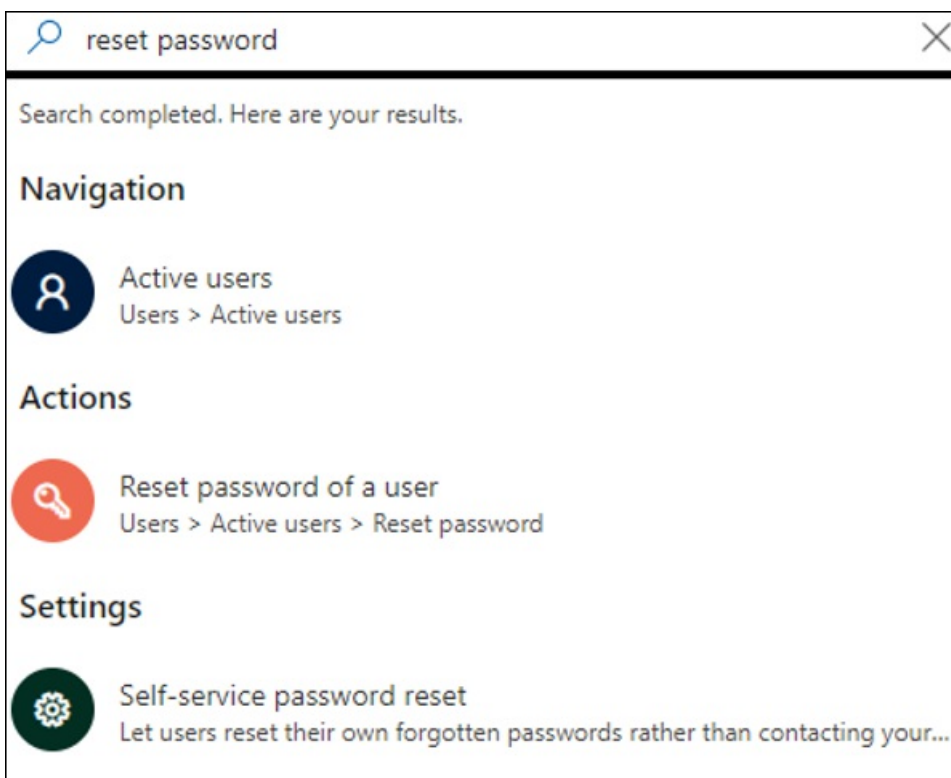 reset password
Search completed. Here are your results.
Navigation
Active users
Users > Active users
Actions
Reset password of a user
Users > Active users > Reset password
Settings
Self-service password reset
Let users reset their own forgotten passwords rather than contacting your...